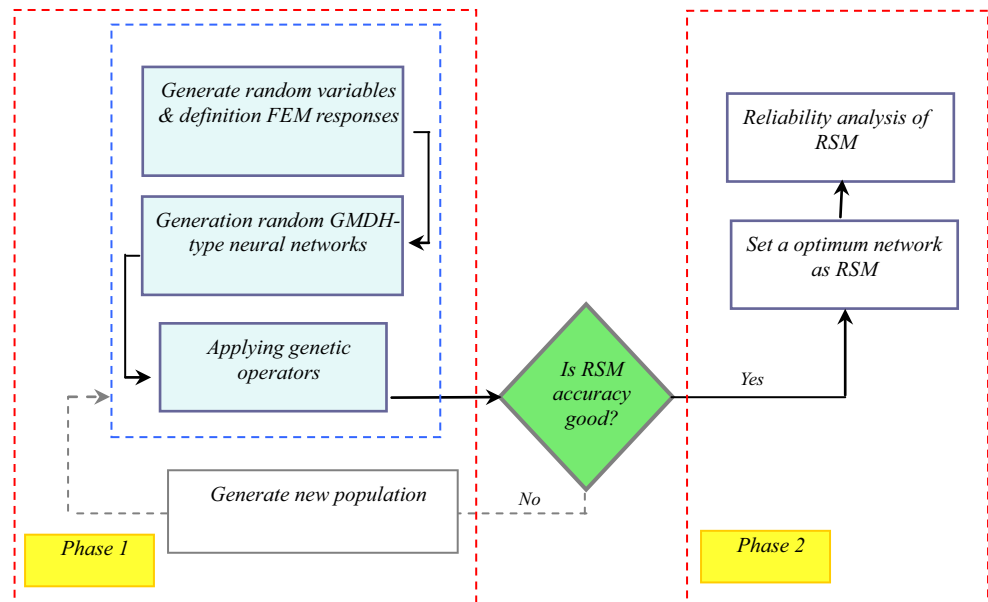 Generate random variables
& definition FEM responses
Generation random GMDH-
type neural networks
Applying genetic
operators
Is RSM
accuracy
good?
Yes
No
Generate new population
Phase 1
Reliability analysis of
RSM
Set a optimum network
as RSM
Phase 2